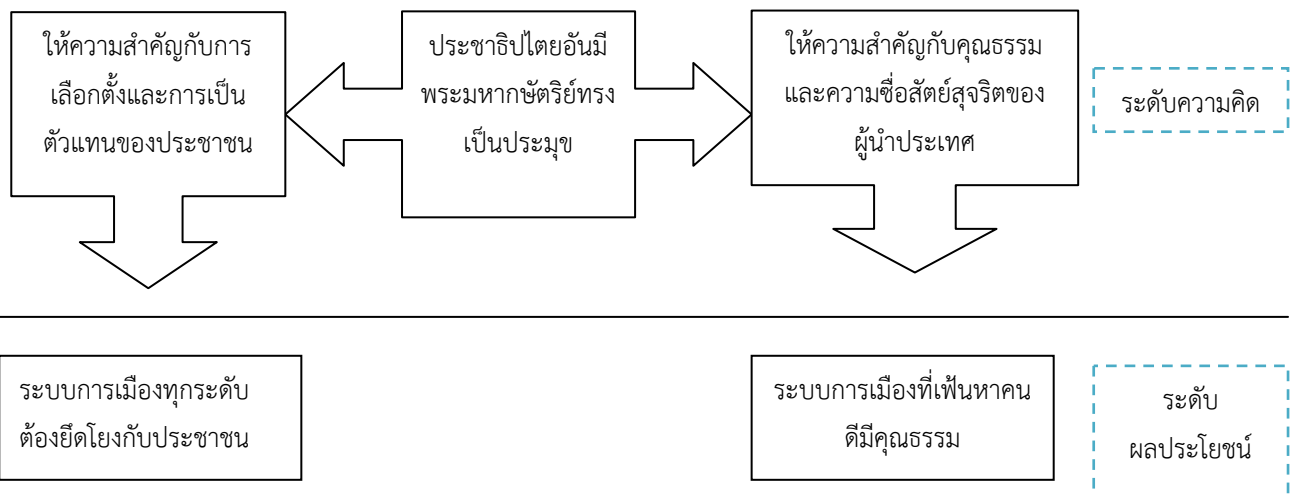 ให้ความสำคัญกับการ
เลือกตั้งและการเป็น
ตัวแทนของประชาชน
ประชาธิปไตยอันมี
พระมหากษัตริย์ทรง
เป็นประมุข
ให้ความสำคัญกับคุณธรรม
และความซื่อสัตย์สุจริตของ
ผู้นำประเทศ
ระดับความคิด
ระบบการเมืองทุกระดับ
ต้องยึดโยงกับประชาชน
ระบบการเมืองที่เฟ้นหาคน
ดีมีคุณธรรม
ระดับ
ผลประโยชน์